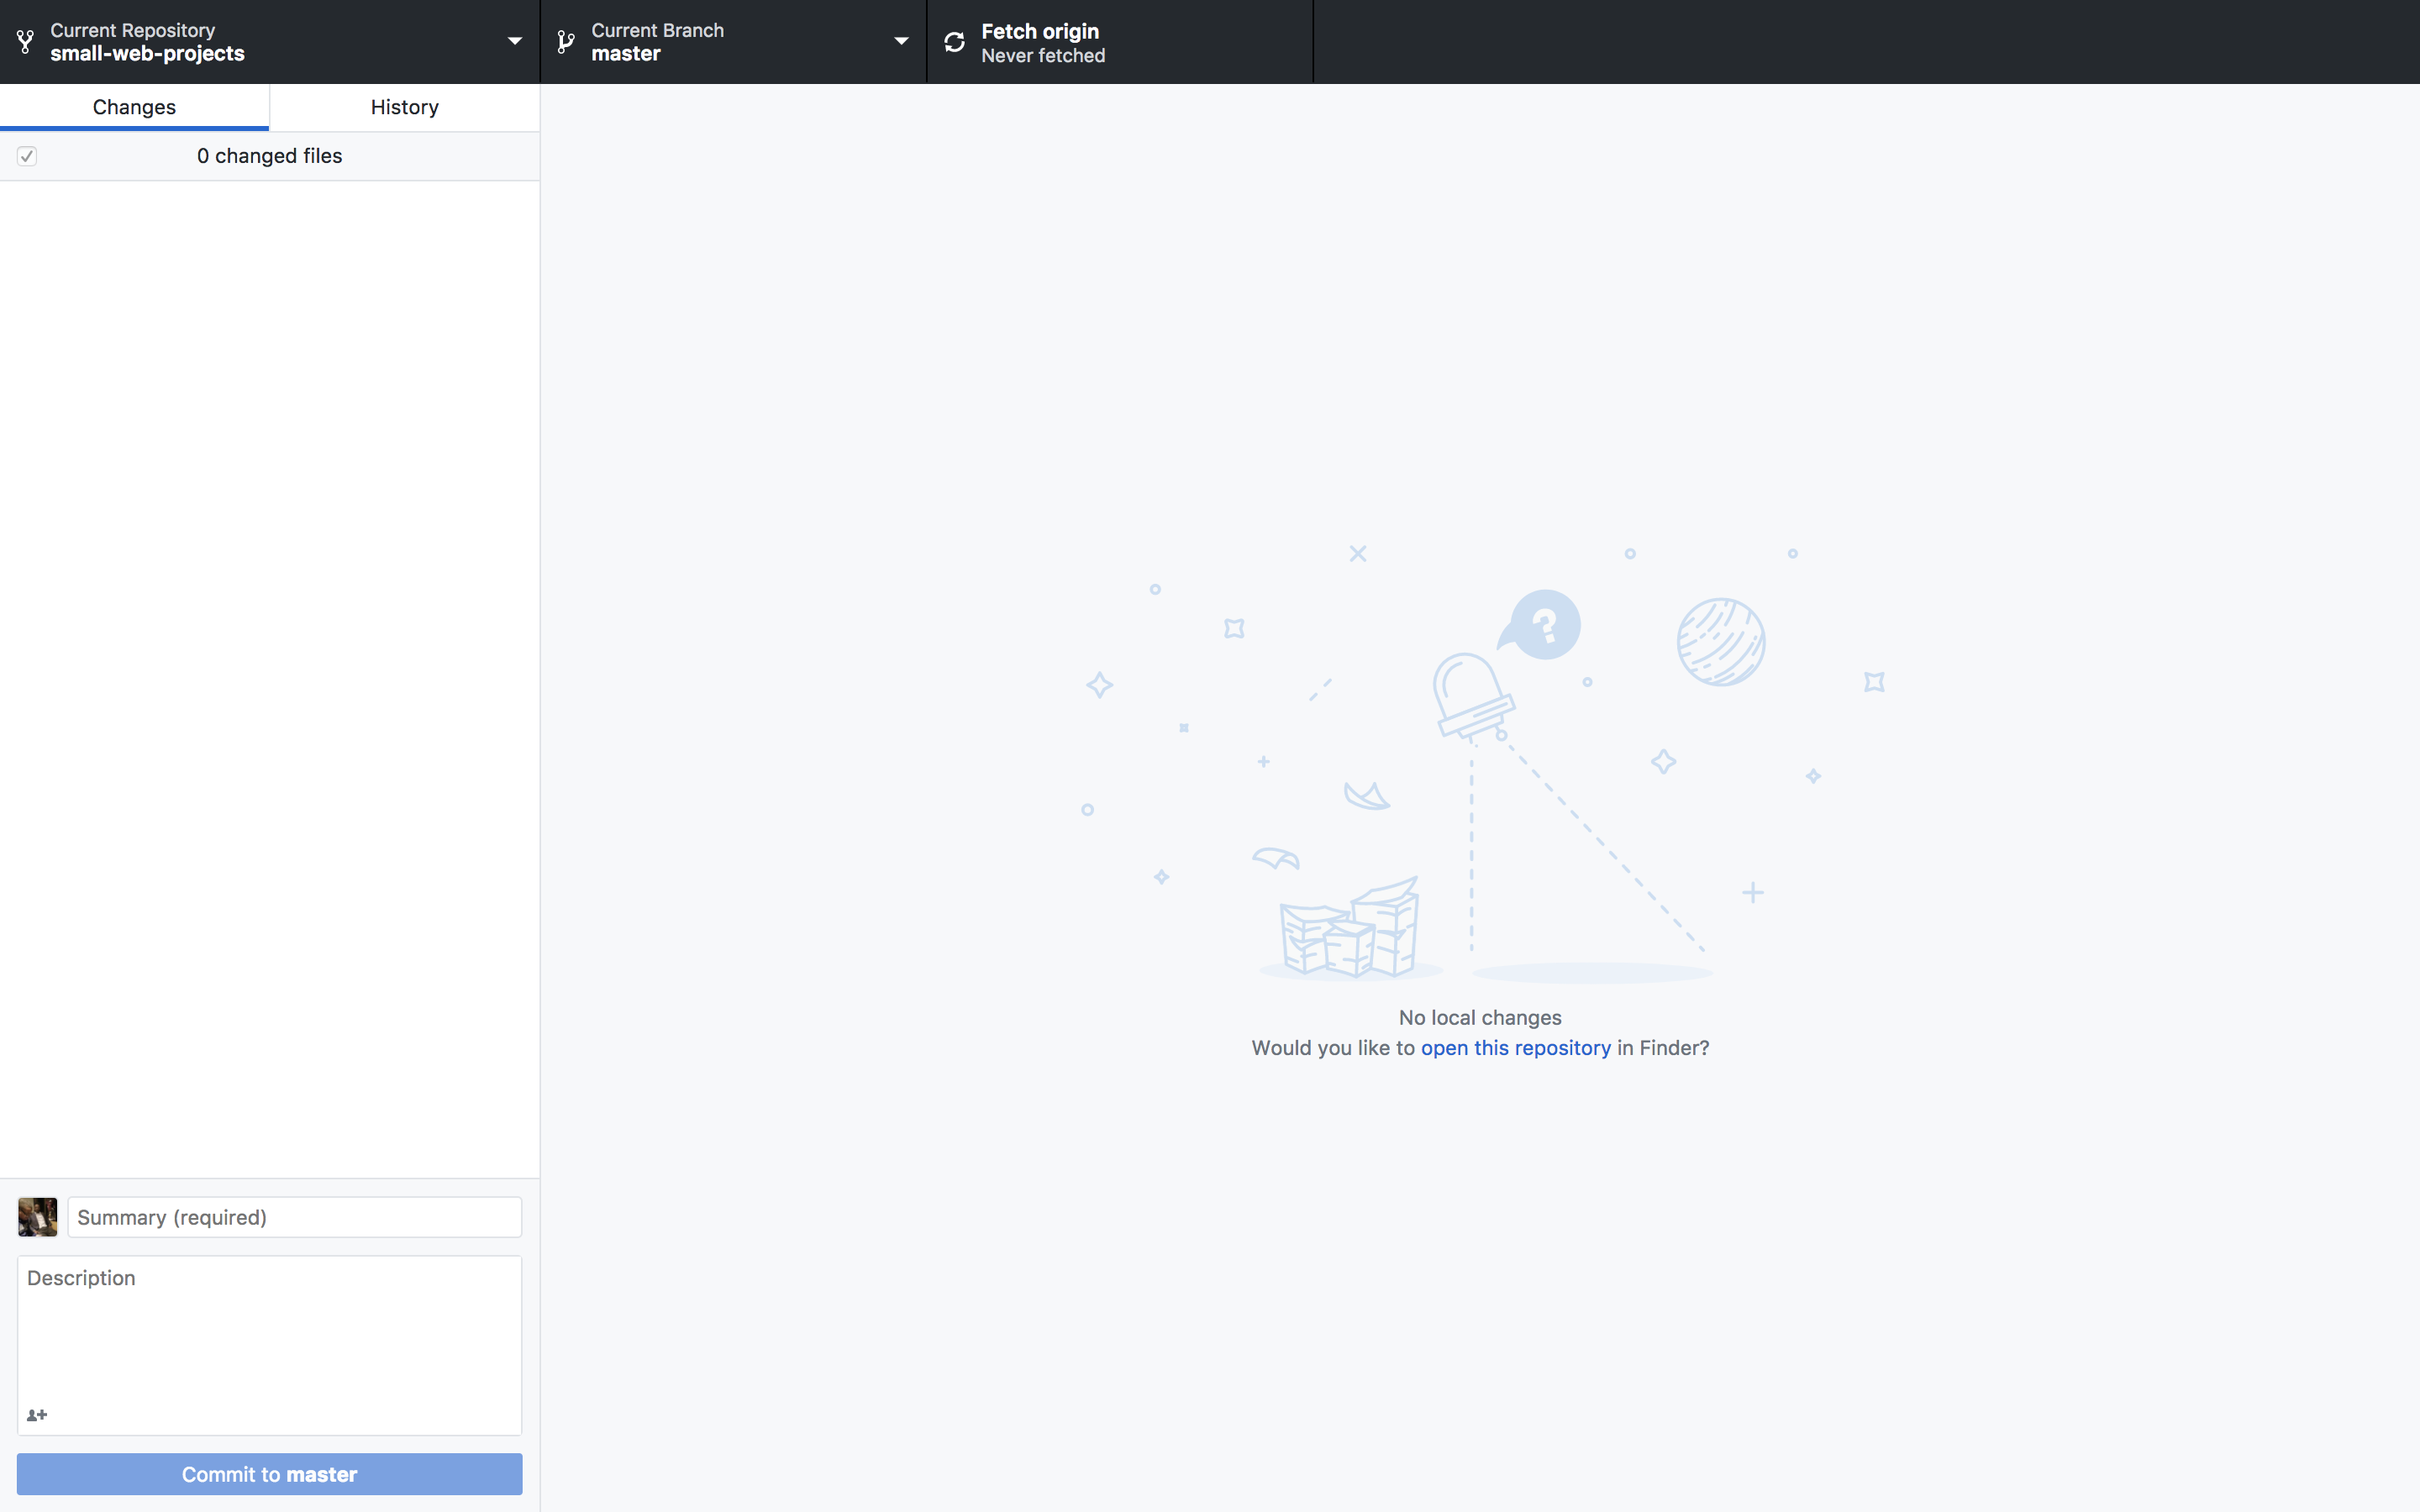 Current Repository
small-web-projects
Current Branch
master
Fetch origin
Never fetched
Changes
History
0 changed files
?
No local changes
Would you like to open this repository in Finder?
Summary (required)
Description
Commit to master